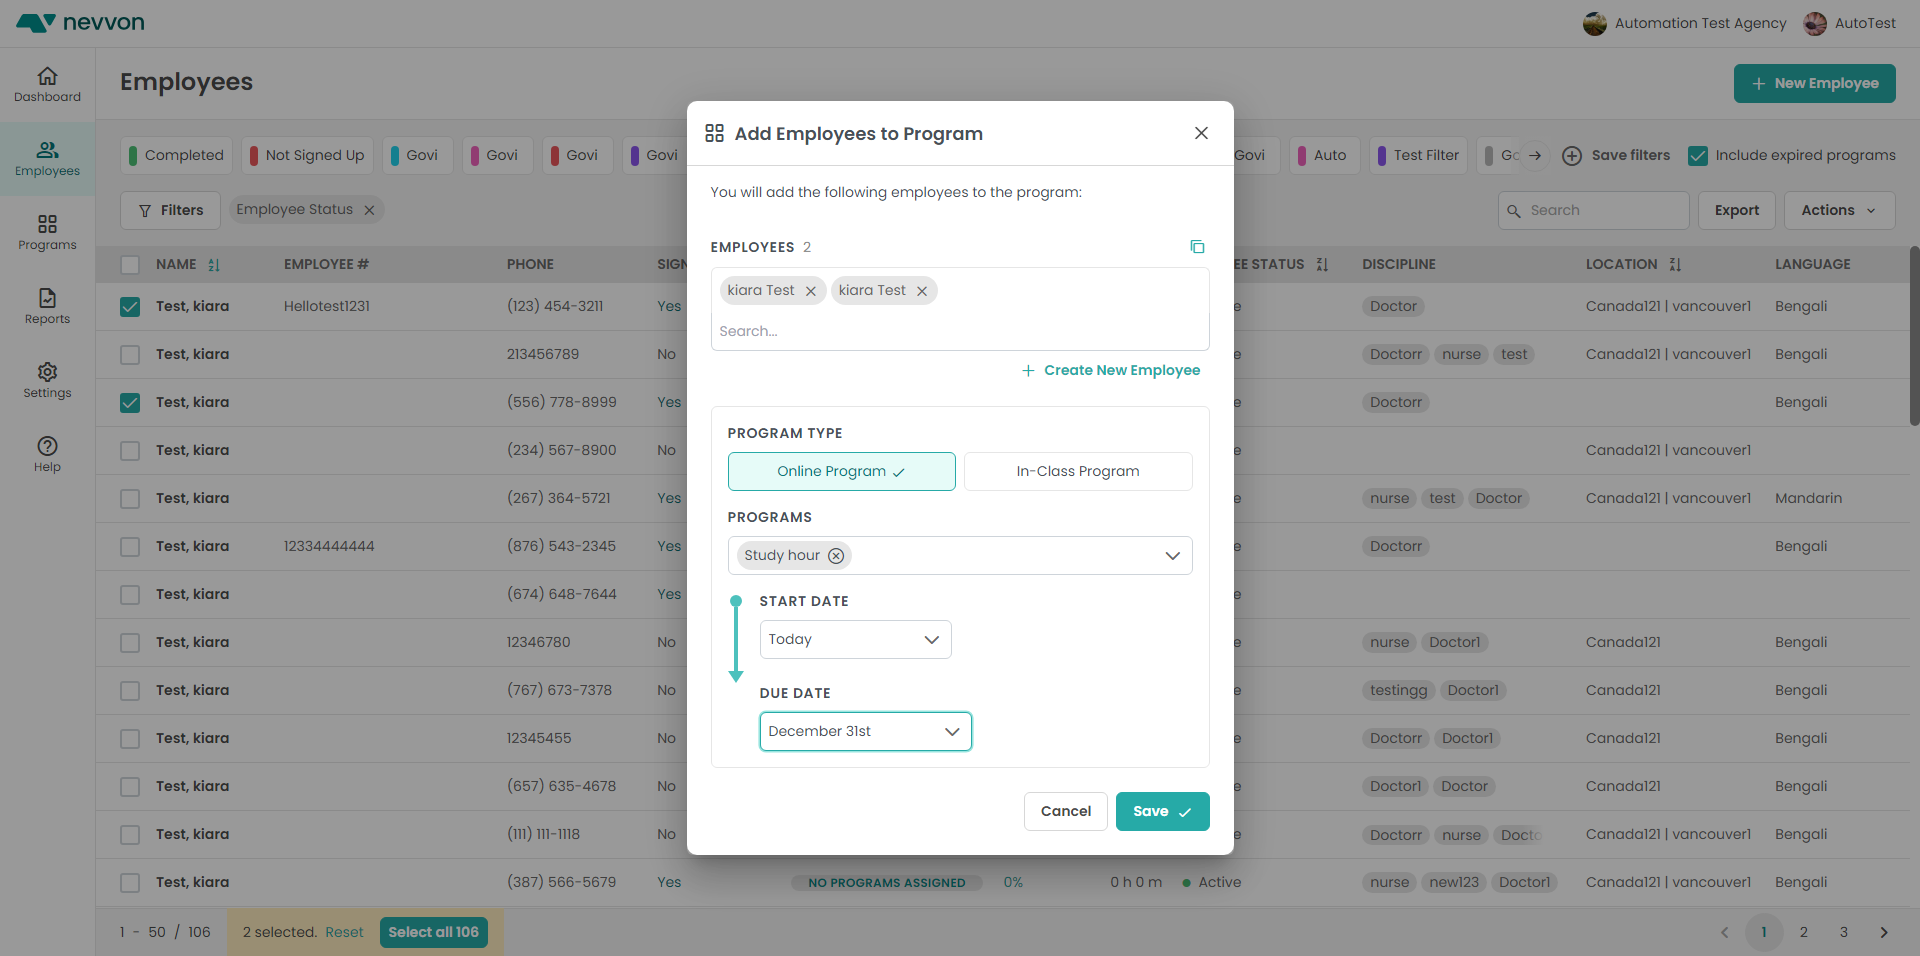 nevvon
Automation Test Agency
AutoTest
Dashboard
Employees
Programs
Reports
Settings
Help
Employees
New Employee
Completed
Not Signed Up
Govi
Govi
Govi
Govi
Govi
Auto
Test Filter
Save filters
Include expired programs
Filters
Employee Status
Search
Export
Actions
NAME EMPLOYEE # PHONE DISCIPLINE LOCATION LANGUAGE
Test, kiara Hellotest1231 (123) 454-3211 Yes Doctor Canada121 | vancouver1 Bengali
Test, kiara 213456789 No Doctorr nurse test Canada121 | vancouver1 Bengali
Test, kiara (556) 778-8999 Yes Doctorr Bengali
Test, kiara (234) 567-8900 No Canada121 | vancouver1
Test, kiara (267) 364-5721 Yes nurse test Doctor Canada121 | vancouver1 Mandarin
Test, kiara 12334444444 (876) 543-2345 Yes Doctorr Bengali
Test, kiara (674) 648-7644 Yes
Test, kiara 12346780 No nurse Doctor1 Canada121 Bengali
Test, kiara (767) 673-7378 No testingg Doctor1 Canada121 Bengali
Test, kiara 12345455 No Doctorr Doctor1 Canada121 Bengali
Test, kiara (657) 635-4678 No Doctor1 Doctor Canada121 Bengali
Test, kiara (111) 111-1118 No Doctorr nurse Canada121 | vancouver1 Bengali
Test, kiara (387) 566-5679 Yes NO PROGRAMS ASSIGNED 0% 0 h 0 m Active nurse new123 Doctor1 Canada121 | vancouver1 Bengali
1 - 50 / 106
2 selected. Reset
Select all 106
1 2 3
Add Employees to Program
You will add the following employees to the program:
EMPLOYEES 2
kiara Test kiara Test
Search...
Create New Employee
PROGRAM TYPE
Online Program
In-Class Program
PROGRAMS
Study hour
START DATE
Today
DUE DATE
December 31st
Cancel
Save